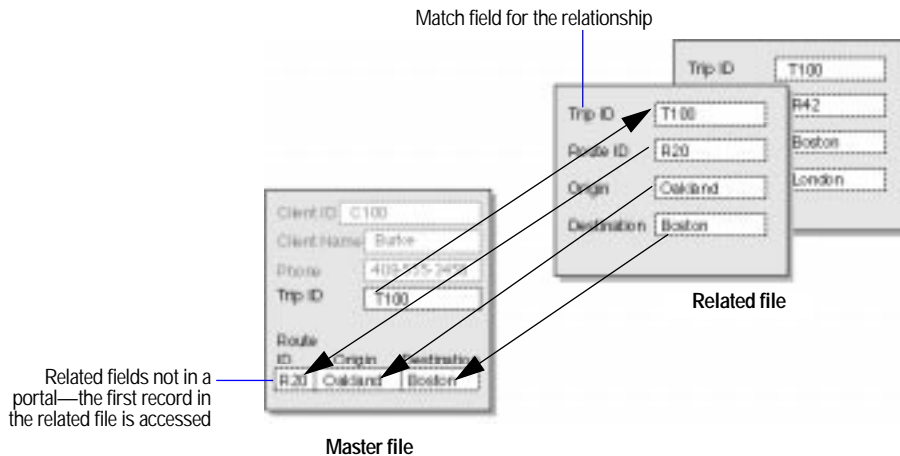 Match field for the relationship
Trip ID T100
R42
Boston
London
Trip ID T100
Route ID R20
Origin Oakland
Destination Boston
Related file
Client ID C100
Client Name Burke
Phone
Trip ID T100
Route
ID Origin Destination
R20 Oakland Boston
Related fields not in a
portal—the first record in
the related file is accessed
Master file